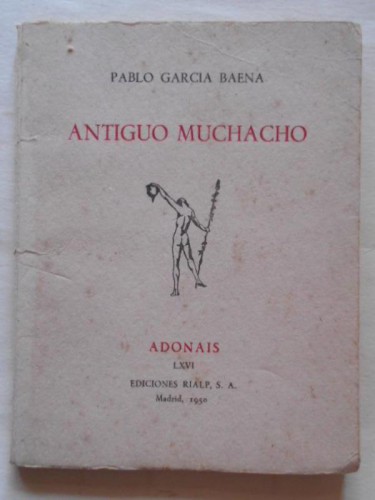 PABLO GARCIA BAENA
ANTIGUO MUCHACHO
ADONAIS
LXVI
EDICIONES RIALP, S. A.
Madrid, 1950